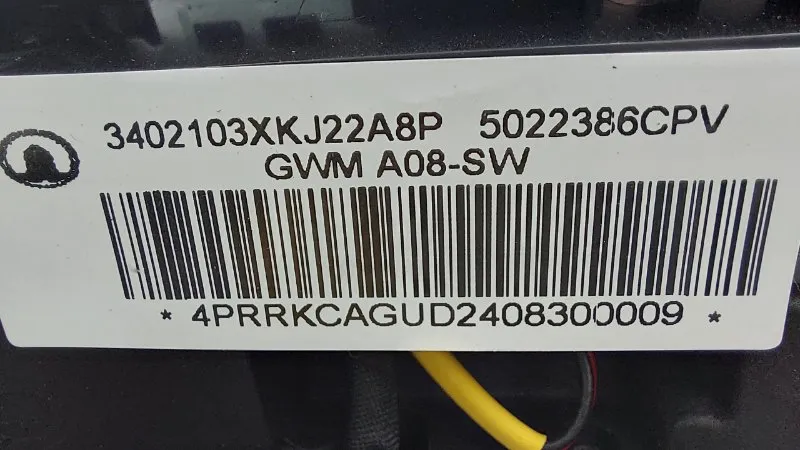 3402103XKJ22A8P 5022386CPV
GWM A08-SW
* 4PRRKCAGUD2408300009 *